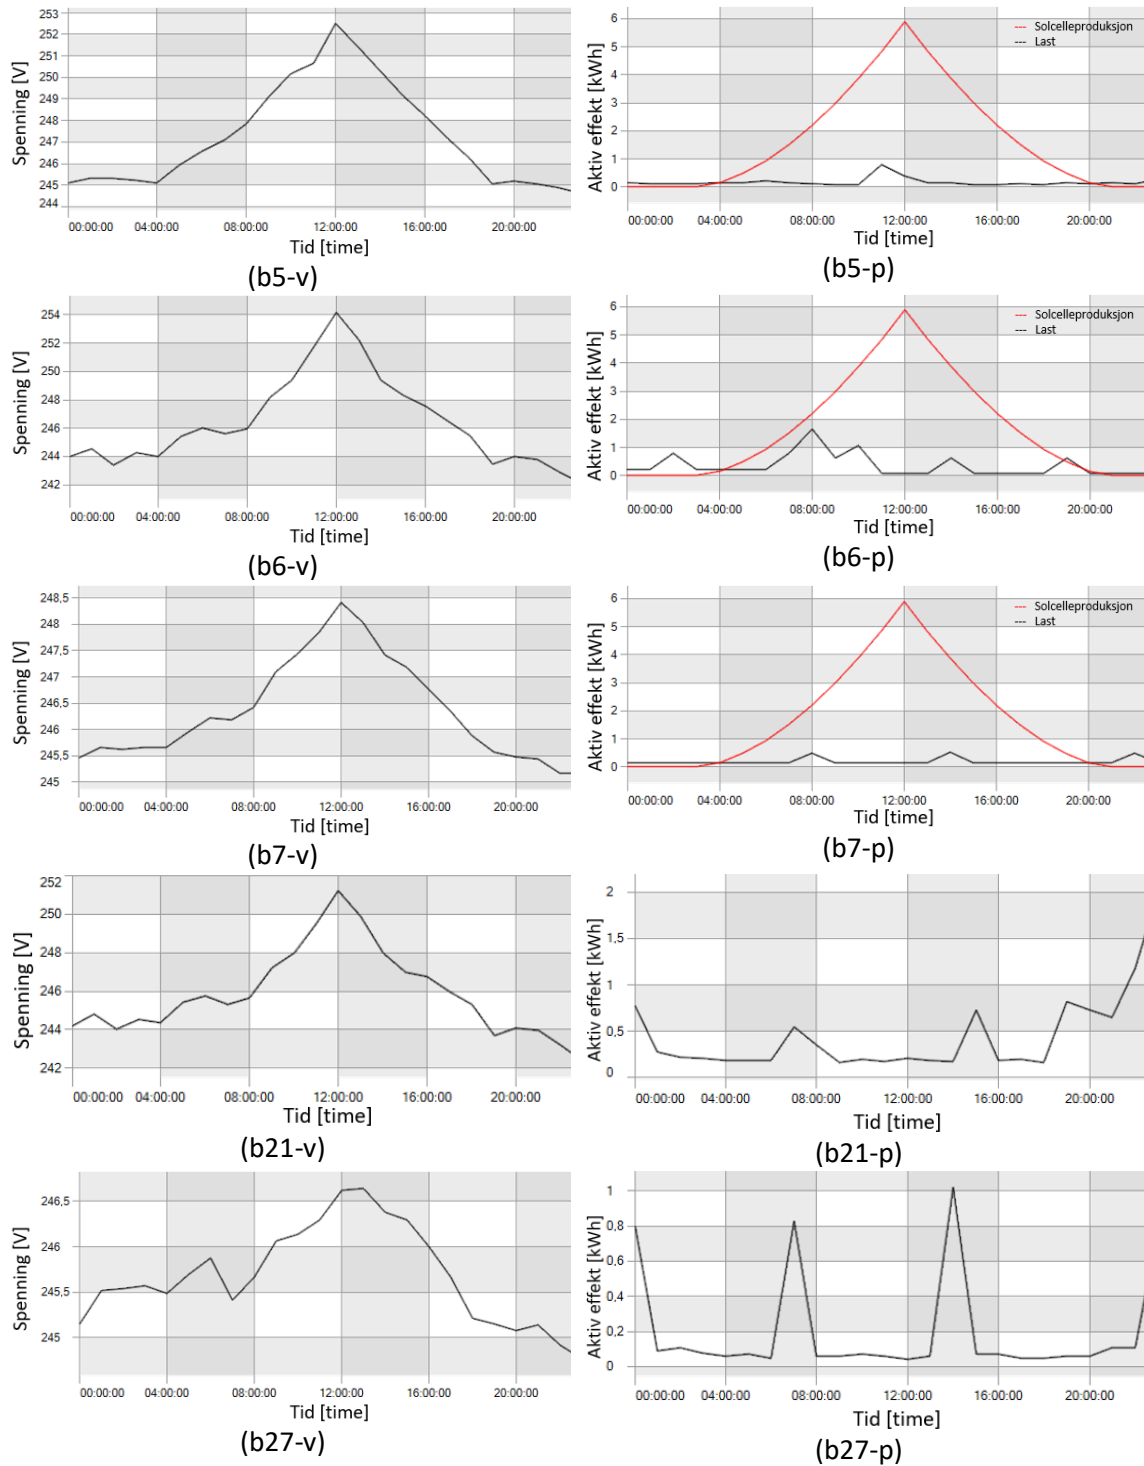 Spenning [V]
253
252
251
250
249
248
247
246
245
244
00:00:00 04:00:00 08:00:00 12:00:00 16:00:00 20:00:00
Tid [time]
(b5-v)
Aktiv effekt [kWh]
6
5
4
3
2
1
0
Solcelleproduksjon
Last
00:00:00 04:00:00 08:00:00 12:00:00 16:00:00 20:00:00
Tid [time]
(b5-p)
Spenning [V]
254
252
250
248
246
244
242
00:00:00 04:00:00 08:00:00 12:00:00 16:00:00 20:00:00
Tid [time]
(b6-v)
Aktiv effekt [kWh]
6
5
4
3
2
1
0
Solcelleproduksjon
Last
00:00:00 04:00:00 08:00:00 12:00:00 16:00:00 20:00:00
Tid [time]
(b6-p)
Spenning [V]
248,5
248
247,5
247
246,5
246
245,5
245
00:00:00 04:00:00 08:00:00 12:00:00 16:00:00 20:00:00
Tid [time]
(b7-v)
Aktiv effekt [kWh]
6
5
4
3
2
1
0
Solcelleproduksjon
Last
00:00:00 04:00:00 08:00:00 12:00:00 16:00:00 20:00:00
Tid [time]
(b7-p)
Spenning [V]
252
250
248
246
244
242
00:00:00 04:00:00 08:00:00 12:00:00 16:00:00 20:00:00
Tid [time]
(b21-v)
Aktiv effekt [kWh]
2
1,5
1
0,5
0
00:00:00 04:00:00 08:00:00 12:00:00 16:00:00 20:00:00
Tid [time]
(b21-p)
Spenning [V]
246,5
246
245,5
245
00:00:00 04:00:00 08:00:00 12:00:00 16:00:00 20:00:00
Tid [time]
(b27-v)
Aktiv effekt [kWh]
1
0,8
0,6
0,4
0,2
0
00:00:00 04:00:00 08:00:00 12:00:00 16:00:00 20:00:00
Tid [time]
(b27-p)